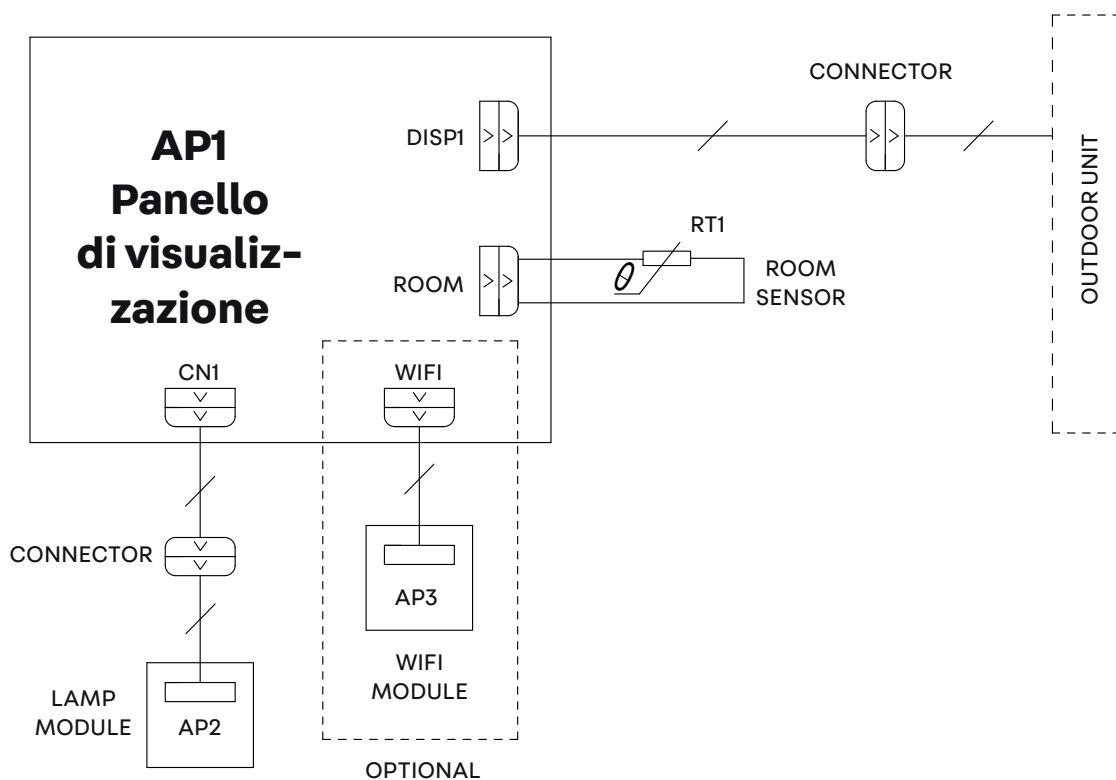 CONNECTOR
DISP1
AP1
Panello
di visualiz-
zazione
OUTDOOR UNIT
RT1
ROOM
ROOM
SENSOR
CN1
WIFI
CONNECTOR
AP3
WIFI
MODULE
LAMP
MODULE
AP2
OPTIONAL